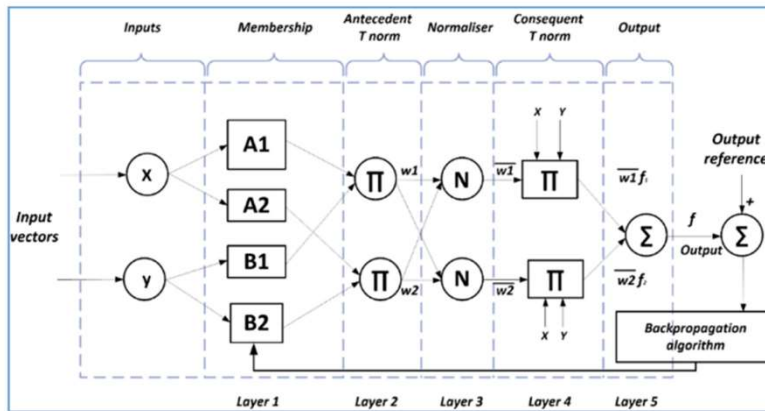 Inputs
Membership
Antecedent
T norm
Normaliser
Consequent
T norm
Output
Input
vectors
x
y
A1
A2
B1
B2
Π
Π
w1
w2
N
N
w1
w2
X Y
Π
Π
X Y
w1 f₁
w2 f₂
Σ
f
Output
Output
reference
+
Σ
Backpropagation
algorithm
Layer 1
Layer 2
Layer 3
Layer 4
Layer 5